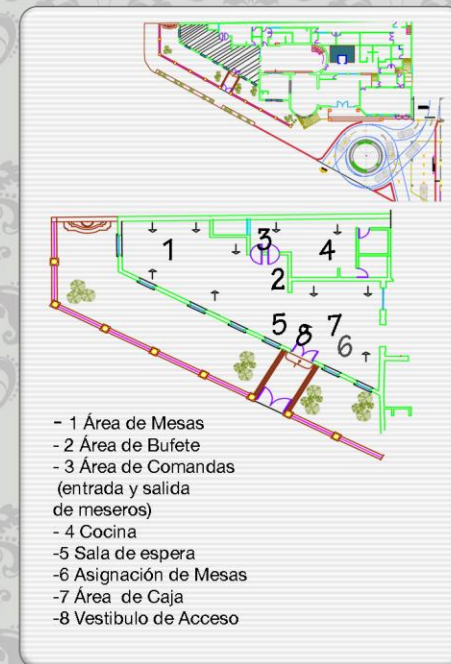 1
3
4
2
5
7
8
6
- 1 Área de Mesas
- 2 Área de Bufete
- 3 Área de Comandas
(entrada y salida
de meseros)
- 4 Cocina
-5 Sala de espera
-6 Asignación de Mesas
-7 Área de Caja
-8 Vestibulo de Acceso